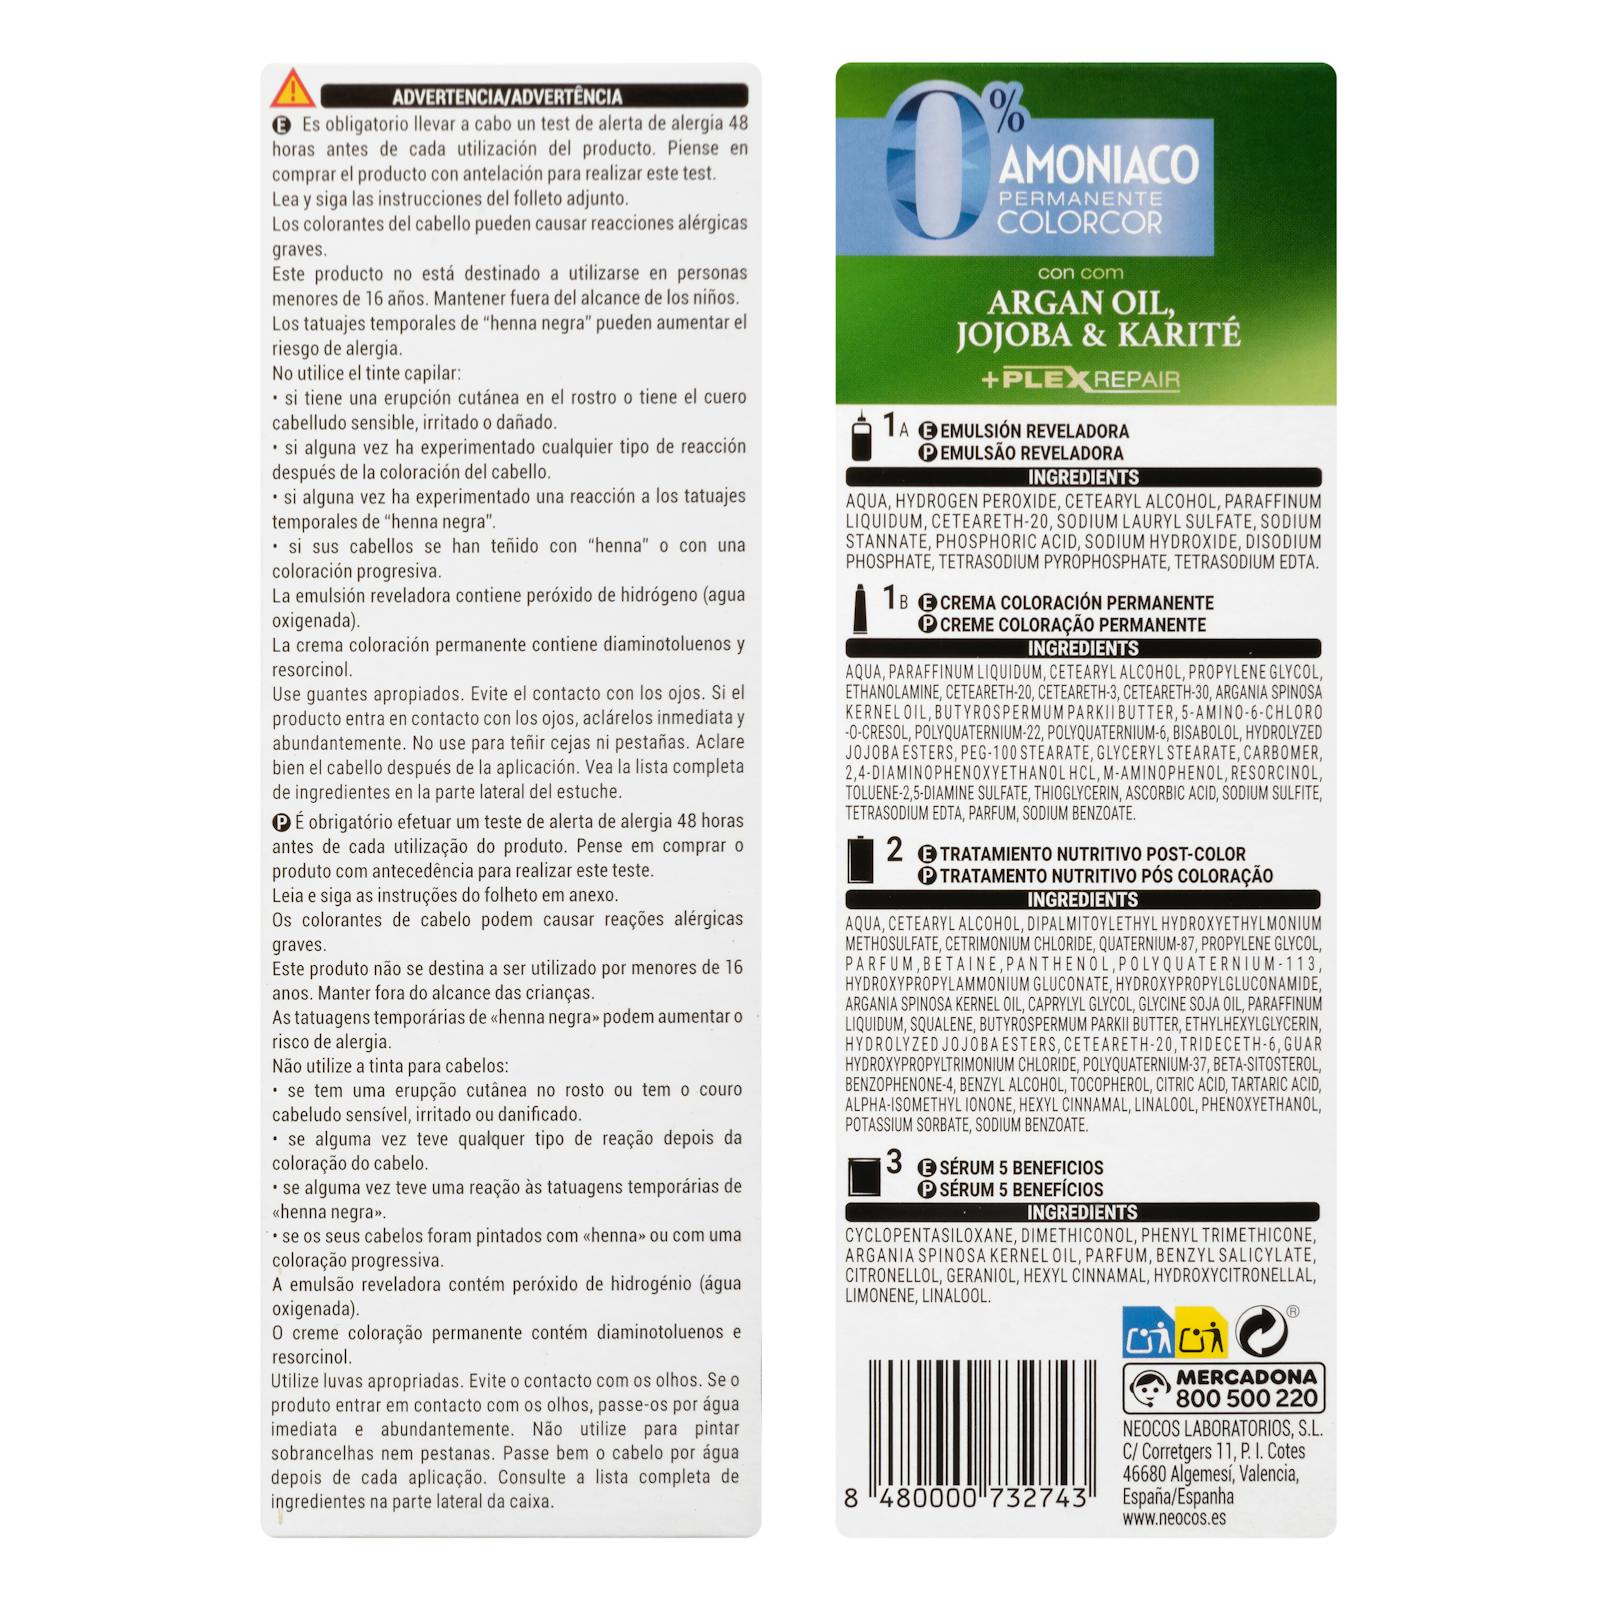 ADVERTENCIA/ADVERTÊNCIA
E Es obligatorio llevar a cabo un test de alerta de alergia 48
horas antes de cada utilización del producto. Piense en
comprar el producto con antelación para realizar este test.
Lea y siga las instrucciones del folleto adjunto.
Los colorantes del cabello pueden causar reacciones alérgicas
graves.
Este producto no está destinado a utilizarse en personas
menores de 16 años. Mantener fuera del alcance de los niños.
Los tatuajes temporales de “henna negra” pueden aumentar el
riesgo de alergia.
No utilice el tinte capilar:
• si tiene una erupción cutánea en el rostro o tiene el cuero
cabelludo sensible, irritado o dañado.
• si alguna vez ha experimentado cualquier tipo de reacción
después de la coloración del cabello.
• si alguna vez ha experimentado una reacción a los tatuajes
temporales de “henna negra”.
• si sus cabellos se han teñido con “henna” o con una
coloración progresiva.
La emulsión reveladora contiene peróxido de hidrógeno (agua
oxigenada).
La crema coloración permanente contiene diaminotoluenos y
resorcinol.
Use guantes apropiados. Evite el contacto con los ojos. Si el
producto entra en contacto con los ojos, aclárelos inmediata y
abundantemente. No use para teñir cejas ni pestañas. Aclare
bien el cabello después de la aplicación. Vea la lista completa
de ingredientes en la parte lateral del estuche.
P É obrigatório efetuar um teste de alerta de alergia 48 horas
antes de cada utilização do produto. Pense em comprar o
produto com antecedência para realizar este teste.
Leia e siga as instruções do folheto em anexo.
Os colorantes de cabelo podem causar reações alérgicas
graves.
Este produto não se destina a ser utilizado por menores de 16
anos. Manter fora do alcance das crianças.
As tatuagens temporárias de «henna negra» podem aumentar o
risco de alergia.
Não utilize a tinta para cabelos:
• se tem uma erupção cutânea no rosto ou tem o couro
cabeludo sensível, irritado ou danificado.
• se alguma vez teve qualquer tipo de reação depois da
coloração do cabelo.
• se alguma vez teve uma reação às tatuagens temporárias de
«henna negra».
• se os seus cabelos foram pintados com «henna» ou com uma
coloração progressiva.
A emulsão reveladora contém peróxido de hidrogénio (água
oxigenada).
O creme coloração permanente contém diaminotoluenos e
resorcinol.
Utilize luvas apropriadas. Evite o contacto com os olhos. Se o
produto entrar em contacto com os olhos, passe-os por água
imediata e abundantemente. Não utilize para pintar
sobrancelhas nem pestanas. Passe bem o cabelo por água
depois de cada aplicação. Consulte a lista completa de
ingredientes na parte lateral da caixa.
0%
AMONIACO
PERMANENTE
COLORCOR
con com
ARGAN OIL,
JOJOBA & KARITÉ
+PLEXREPAIR
1A E EMULSIÓN REVELADORA
P EMULSÃO REVELADORA
INGREDIENTS
AQUA, HYDROGEN PEROXIDE, CETEARYL ALCOHOL, PARAFFINUM
LIQUIDUM, CETEARETH-20, SODIUM LAURYL SULFATE, SODIUM
STANNATE, PHOSPHORIC ACID, SODIUM HYDROXIDE, DISODIUM
PHOSPHATE, TETRASODIUM PYROPHOSPHATE, TETRASODIUM EDTA.
1B E CREMA COLORACIÓN PERMANENTE
P CREME COLORAÇÃO PERMANENTE
INGREDIENTS
AQUA, PARAFFINUM LIQUIDUM, CETEARYL ALCOHOL, PROPYLENE GLYCOL,
ETHANOLAMINE, CETEARETH-20, CETEARETH-3, CETEARETH-30, ARGANIA SPINOSA
KERNEL OIL, BUTYROSPERMUM PARKII BUTTER, 5-AMINO-6-CHLORO
-O-CRESOL, POLYQUATERNIUM-22, POLYQUATERNIUM-6, BISABOLOL, HYDROLYZED
JOJOBA ESTERS, PEG-100 STEARATE, GLYCERYL STEARATE, CARBOMER,
2,4-DIAMINOPHENOXYETHANOL HCL, M-AMINOPHENOL, RESORCINOL,
TOLUENE-2,5-DIAMINE SULFATE, THIOGLYCERIN, ASCORBIC ACID, SODIUM SULFITE,
TETRASODIUM EDTA, PARFUM, SODIUM BENZOATE.
2 E TRATAMIENTO NUTRITIVO POST-COLOR
P TRATAMENTO NUTRITIVO PÓS COLORAÇÃO
INGREDIENTS
AQUA, CETEARYL ALCOHOL, DIPALMITOYLETHYL HYDROXYETHYLMONIUM
METHOSULFATE, CETRIMONIUM CHLORIDE, QUATERNIUM-87, PROPYLENE GLYCOL,
PARFUM, BETAINE, PANTHENOL, POLYQUATERNIUM-113,
HYDROXYPROPYLAMMONIUM GLUCONATE, HYDROXYPROPYLGLUCONAMIDE,
ARGANIA SPINOSA KERNEL OIL, CAPRYLYL GLYCOL, GLYCINE SOJA OIL, PARAFFINUM
LIQUIDUM, SQUALENE, BUTYROSPERMUM PARKII BUTTER, ETHYLHEXYLGLYCERIN,
HYDROLYZED JOJOBA ESTERS, CETEARETH-20, TRIDECETH-6, GUAR
HYDROXYPROPYLTRIMONIUM CHLORIDE, POLYQUATERNIUM-37, BETA-SITOSTEROL,
BENZOPHENONE-4, BENZYL ALCOHOL, TOCOPHEROL, CITRIC ACID, TARTARIC ACID,
ALPHA-ISOMETHYL IONONE, HEXYL CINNAMAL, LINALOOL, PHENOXYETHANOL,
POTASSIUM SORBATE, SODIUM BENZOATE.
3 E SÉRUM 5 BENEFICIOS
P SÉRUM 5 BENEFÍCIOS
INGREDIENTS
CYCLOPENTASILOXANE, DIMETHICONOL, PHENYL TRIMETHICONE,
ARGANIA SPINOSA KERNEL OIL, PARFUM, BENZYL SALICYLATE,
CITRONELLOL, GERANIOL, HEXYL CINNAMAL, HYDROXYCITRONELLAL,
LIMONENE, LINALOOL.
®
MERCADONA
800 500 220
NEOCOS LABORATORIOS, S.L.
C/ Corretgers 11, P. I. Cotes
46680 Algemesí, Valencia,
España/Espanha
www.neocos.es
8 480000 732743